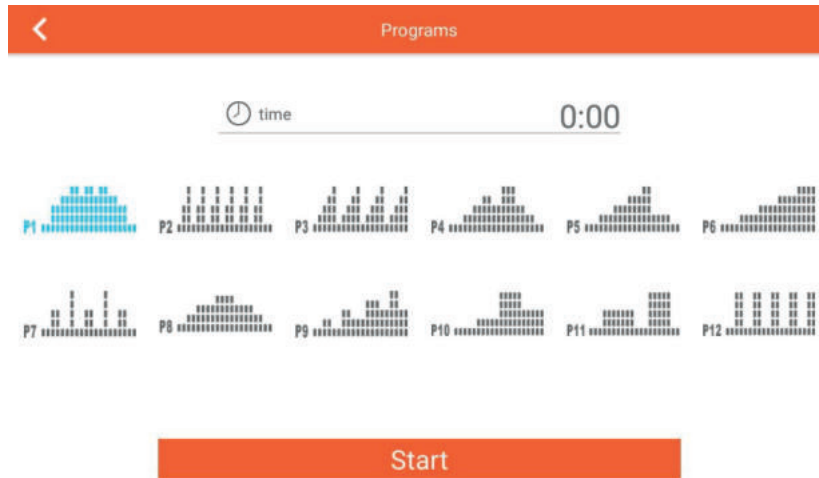 Programs
time 0:00
P1 P2 P3 P4 P5 P6
P7 P8 P9 P10 P11 P12
Start